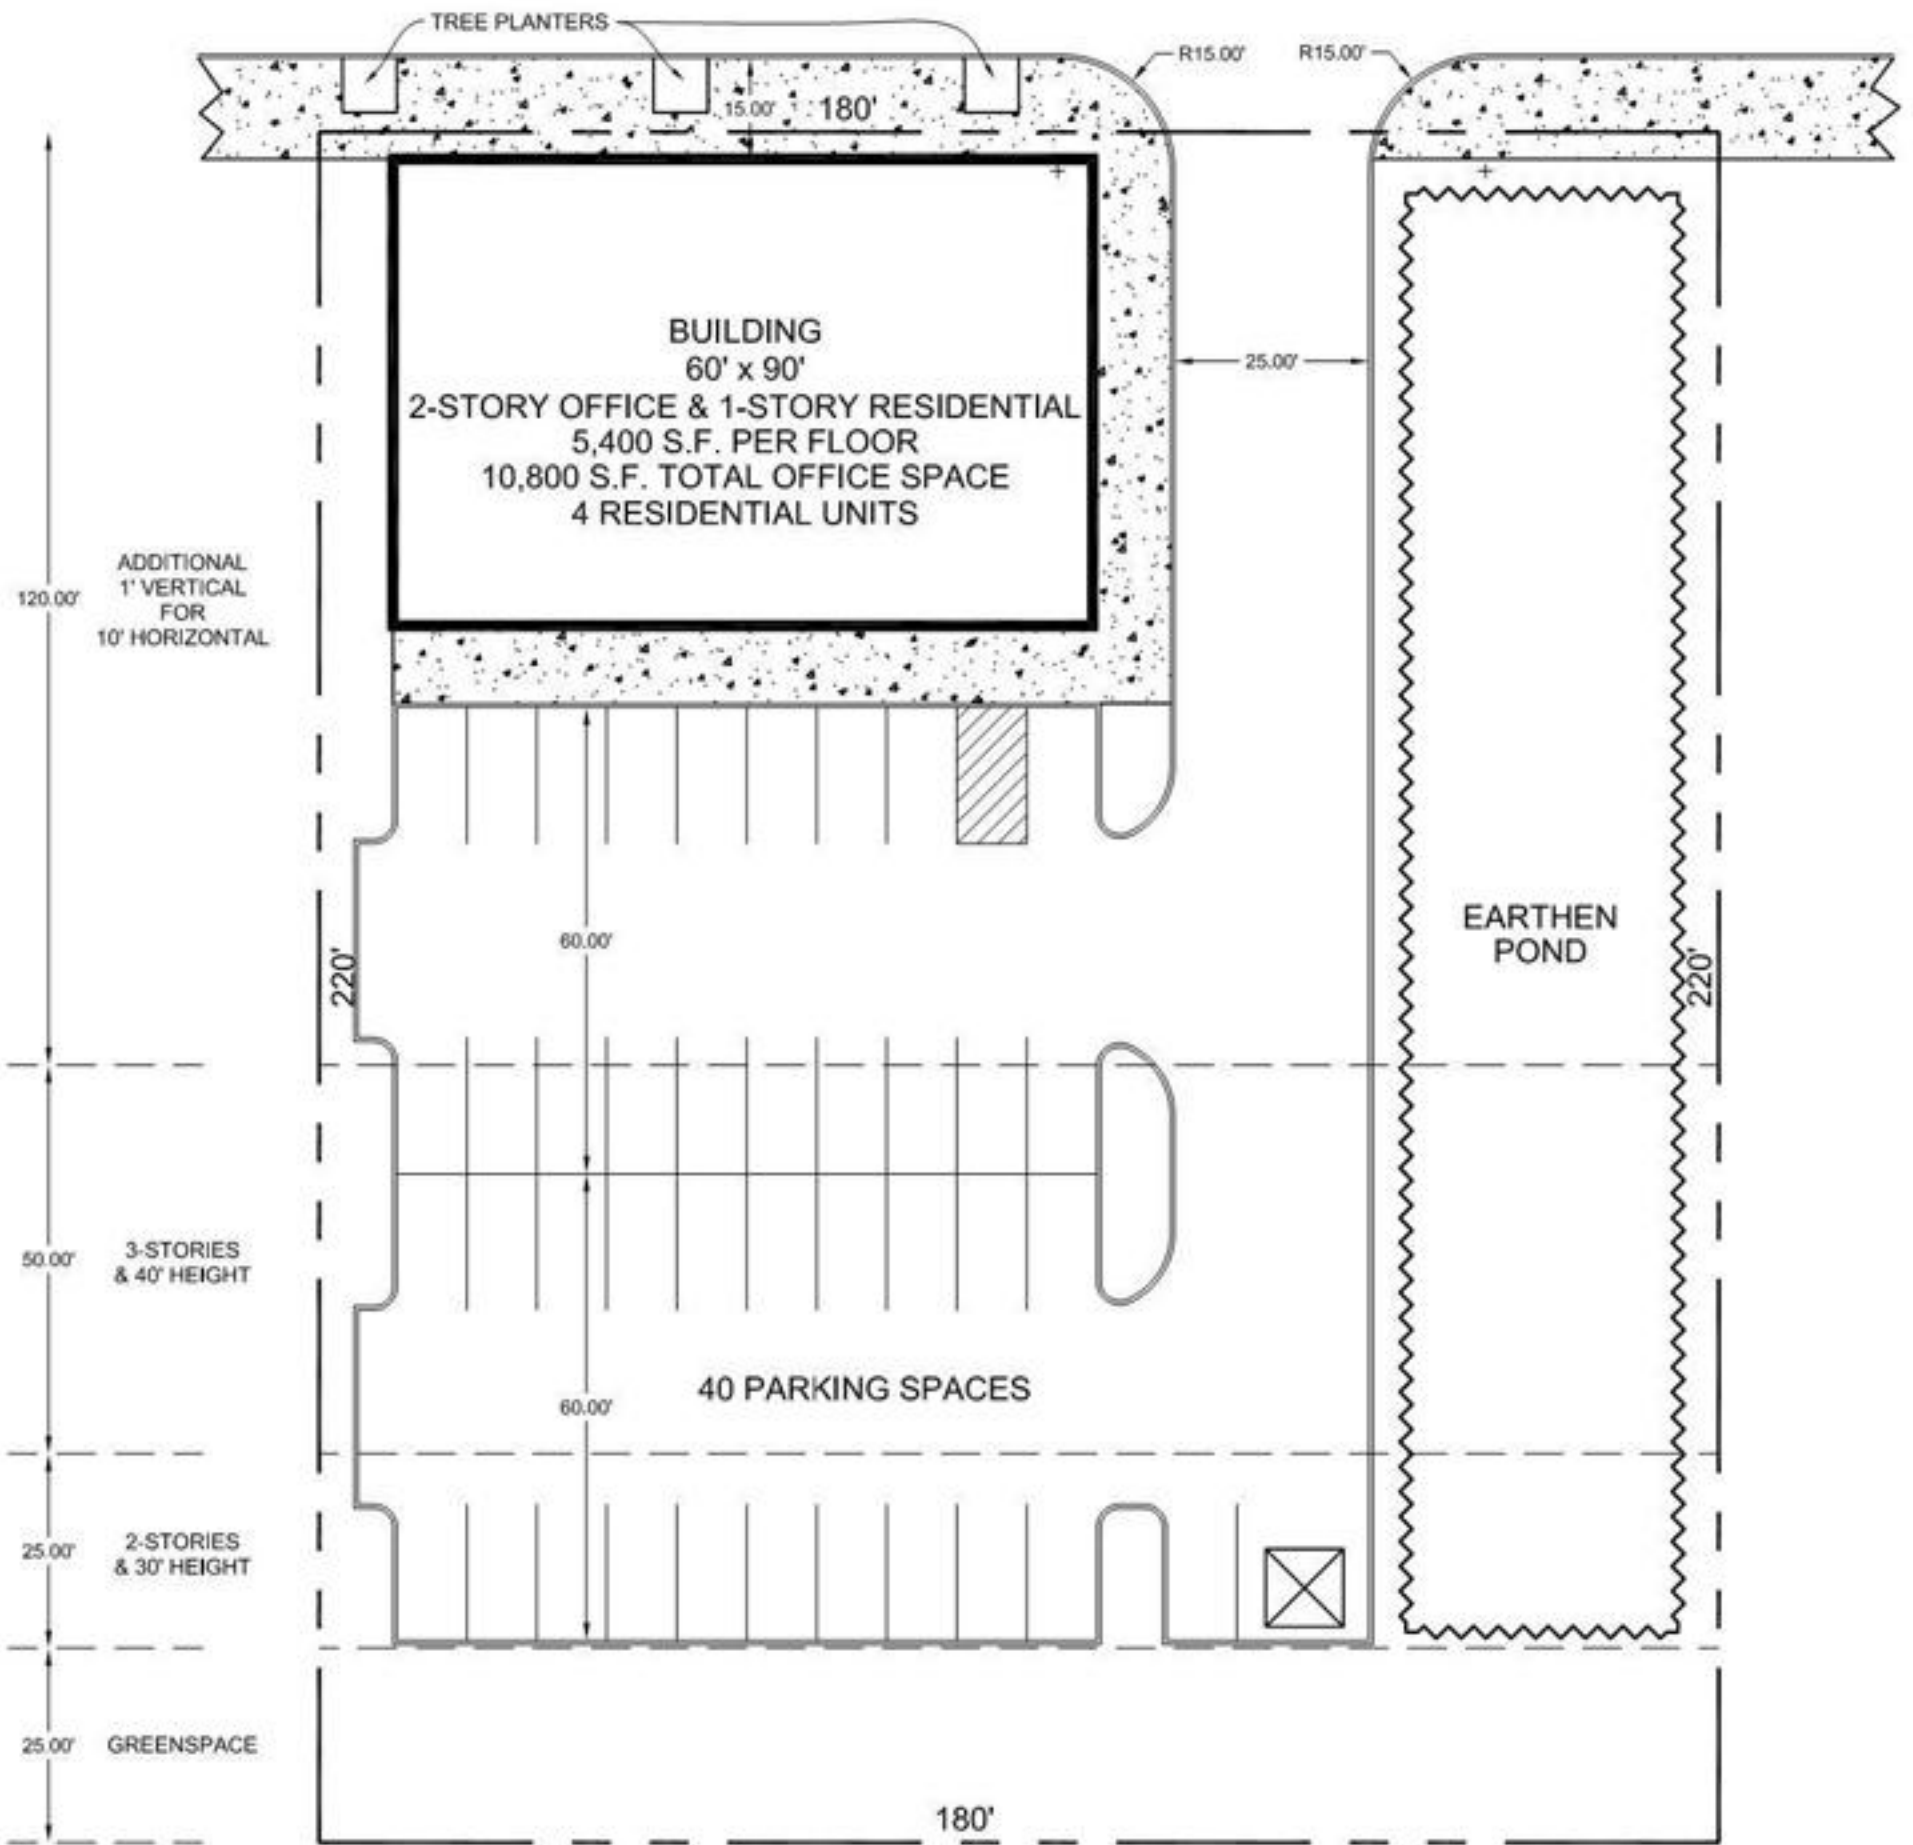 TREE PLANTERS
R15.00'
R15.00'
15.00'
180'
BUILDING
60' x 90'
2-STORY OFFICE & 1-STORY RESIDENTIAL
5,400 S.F. PER FLOOR
10,800 S.F. TOTAL OFFICE SPACE
4 RESIDENTIAL UNITS
25.00'
120.00'
ADDITIONAL
1' VERTICAL
FOR
10' HORIZONTAL
60.00'
220'
EARTHEN
POND
220'
50.00'
3-STORIES
& 40' HEIGHT
40 PARKING SPACES
60.00'
25.00'
2-STORIES
& 30' HEIGHT
25.00'
GREENSPACE
180'